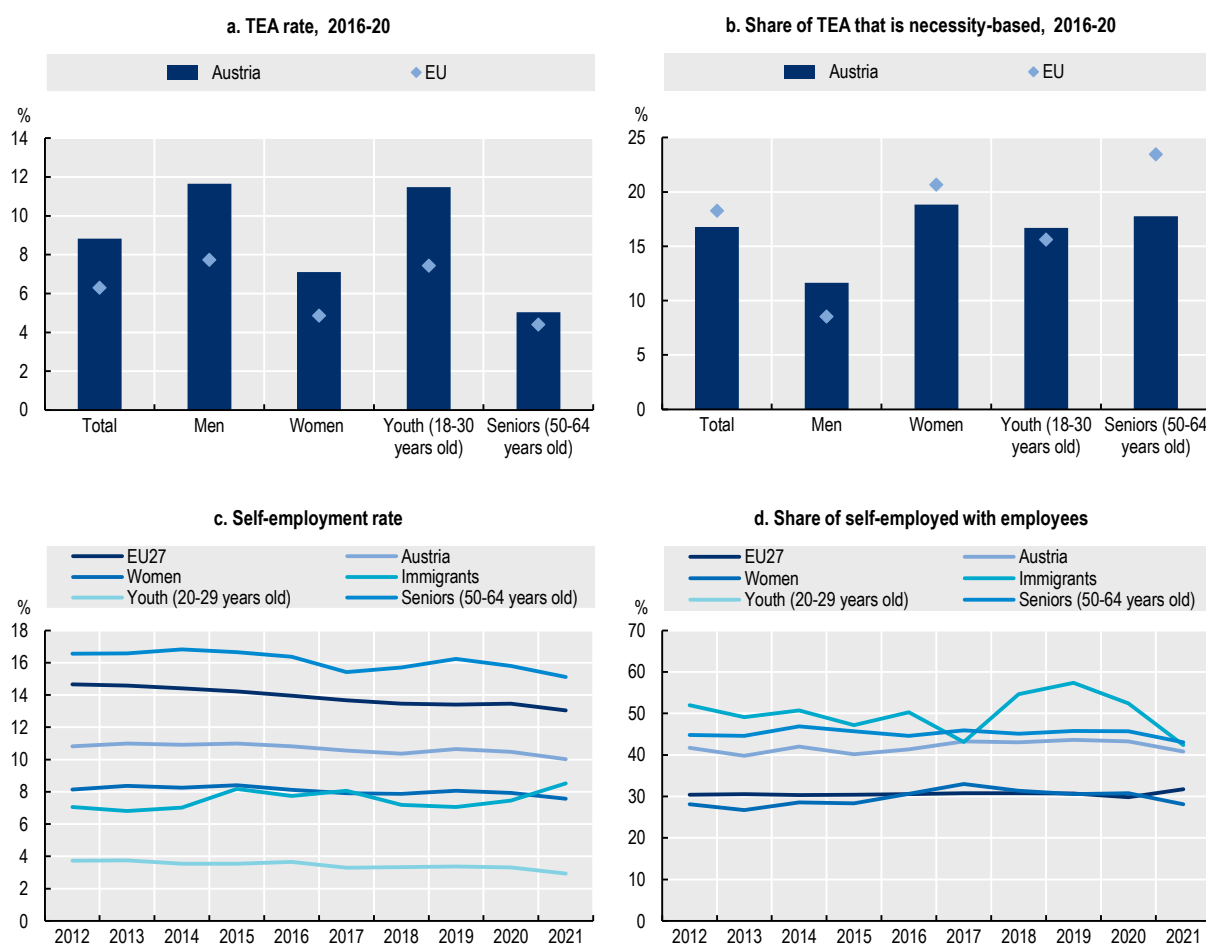 a. TEA rate, 2016-20
Austria
EU
%
14
12
10
8
6
4
2
0
Total
Men
Women
Youth (18-30
years old)
Seniors (50-64
years old)
b. Share of TEA that is necessity-based, 2016-20
Austria
EU
%
25
20
15
10
5
0
Total
Men
Women
Youth (18-30
years old)
Seniors (50-64
years old)
c. Self-employment rate
EU27
Austria
Women
Immigrants
Youth (20-29 years old)
Seniors (50-64 years old)
%
18
16
14
12
10
8
6
4
2
0
2012 2013 2014 2015 2016 2017 2018 2019 2020 2021
d. Share of self-employed with employees
EU27
Austria
Women
Immigrants
Youth (20-29 years old)
Seniors (50-64 years old)
%
70
60
50
40
30
20
10
0
2012 2013 2014 2015 2016 2017 2018 2019 2020 2021